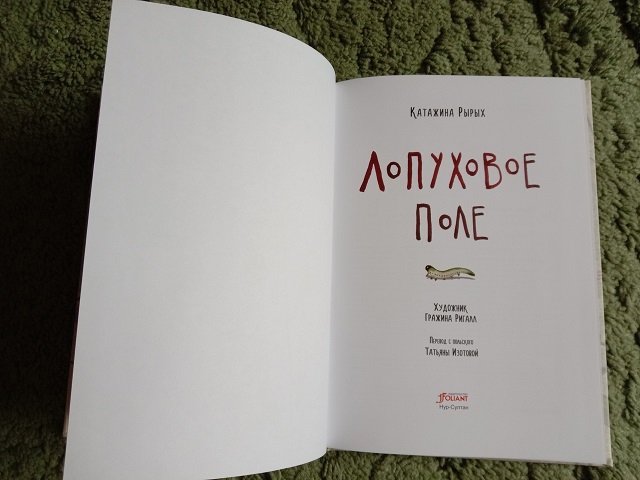 Катажина Рырых
Лопуховое
поле
Художник
Гражина Ригалл
Перевод с польского
Татьяны Изотовой
FOLIANT
Нур-Султан